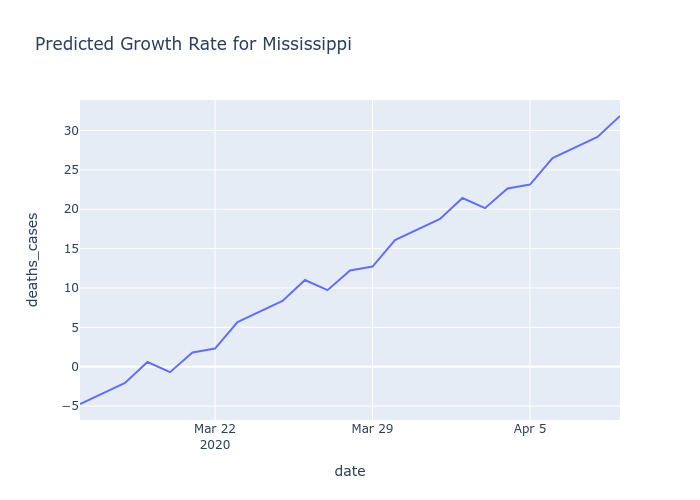 Predicted Growth Rate for Mississippi
deaths_cases
30
25
20
15
10
5
0
−5
Mar 22
2020
Mar 29
Apr 5
date